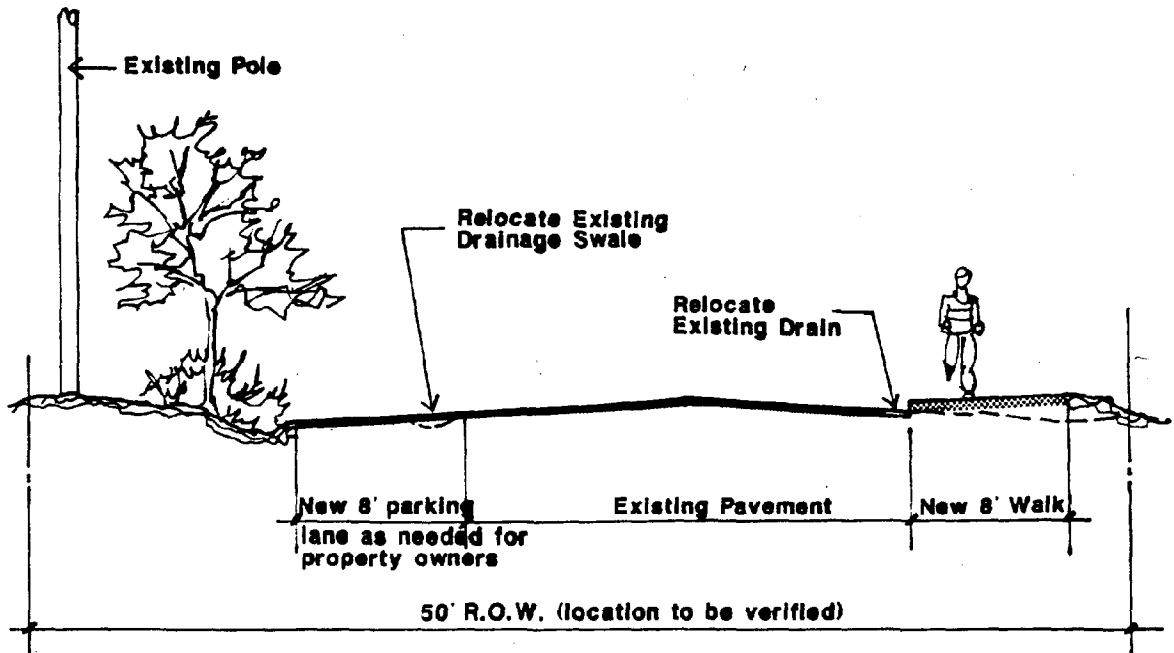 Existing Pole
Relocate Existing
Drainage Swale
Relocate
Existing Drain
New 8' parking
lane as needed for
property owners
Existing Pavement
New 8' Walk
50' R.O.W. (location to be verified)